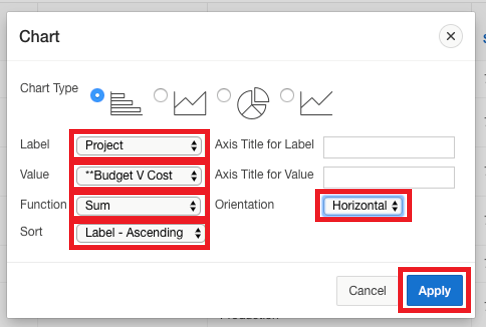 Chart
Chart Type
Label Project Axis Title for Label
Value **Budget V Cost Axis Title for Value
Function Sum Orientation Horizontal
Sort Label - Ascending
Cancel Apply